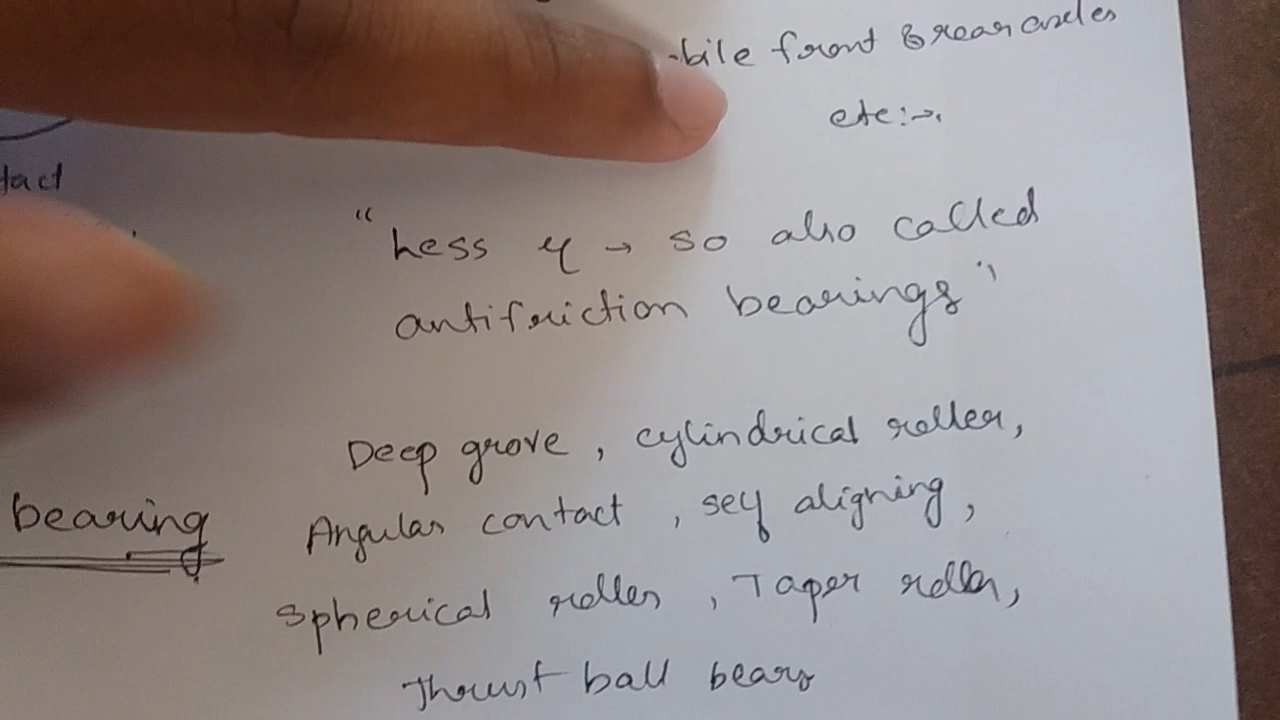 -bile front & rear axles
etc:→.
tact
"Less μ → so also called
antifriction bearings"
Deep grove, cylindrical roller,
bearing
Angular contact, self aligning,
spherical roller, Taper roller,
Thrust ball bearg